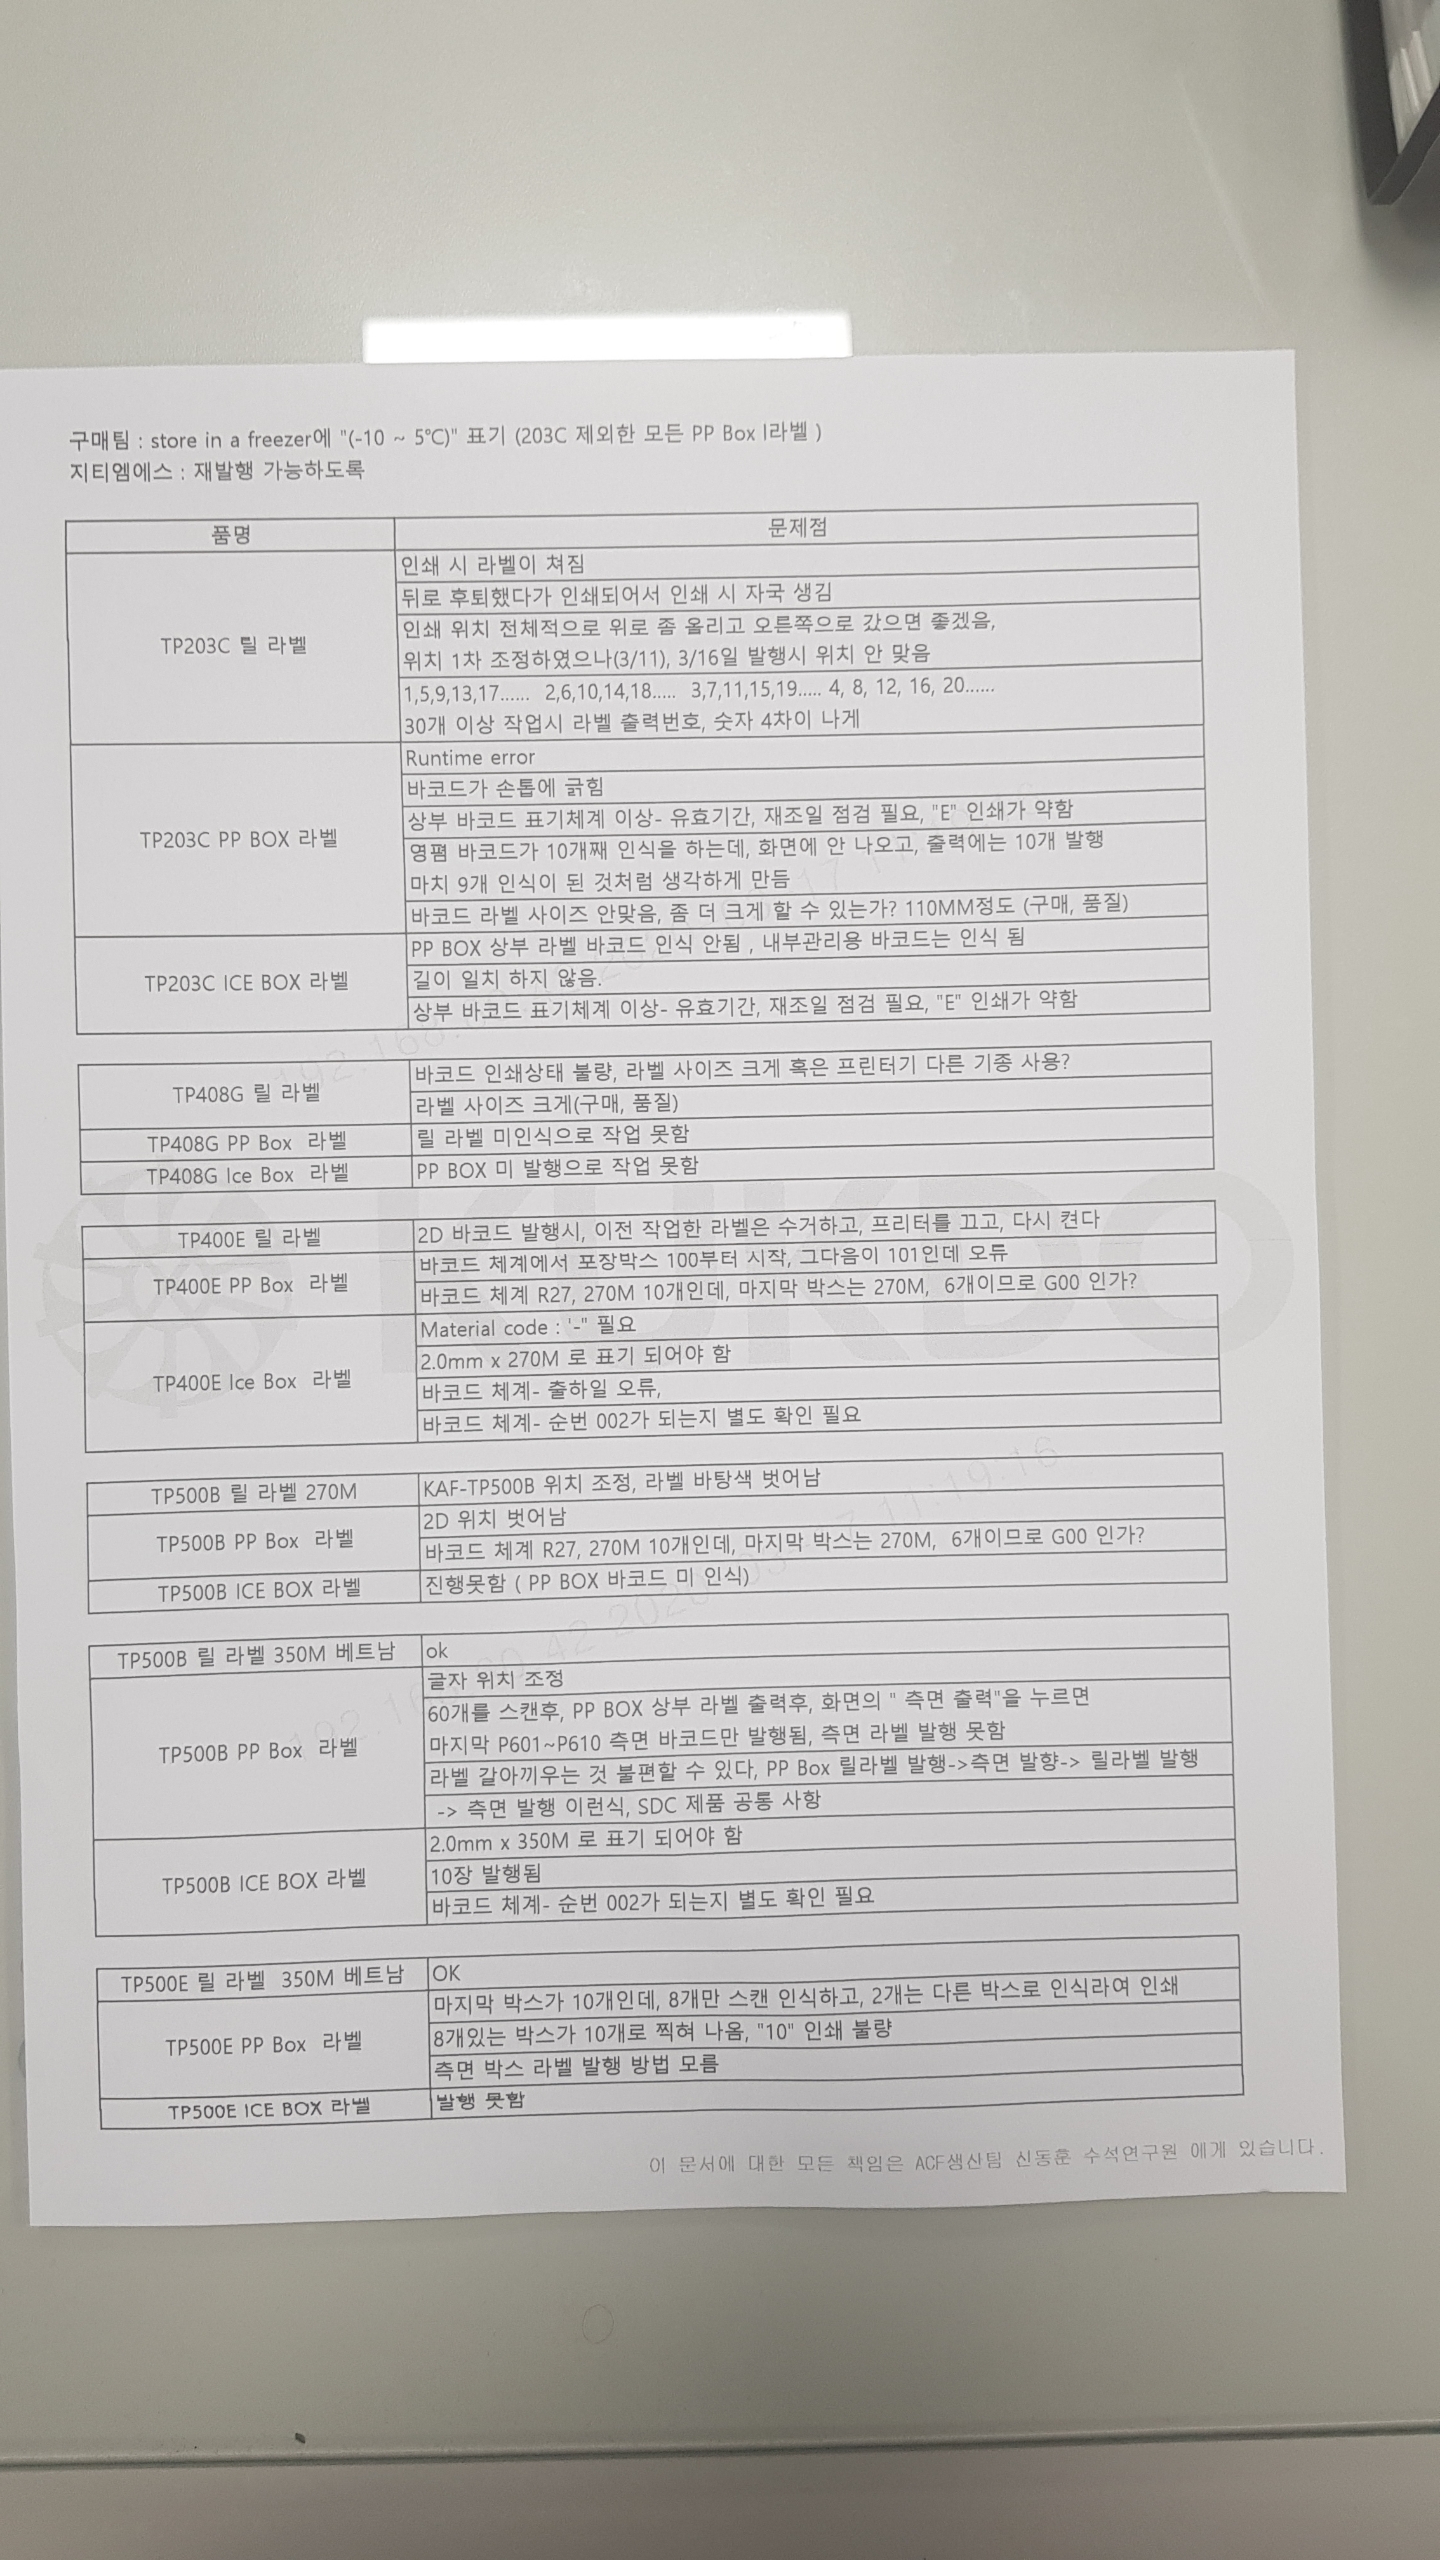 구매팀 : store in a freezer에 "(-10 ~ 5℃)" 표기 (203C 제외한 모든 PP Box l라벨 )
지티엠에스 : 재발행 가능하도록
품명 문제점
인쇄 시 라벨이 쳐짐
뒤로 후퇴했다가 인쇄되어서 인쇄 시 자국 생김
TP203C 릴 라벨
인쇄 위치 전체적으로 위로 좀 올리고 오른쪽으로 갔으면 좋겠음,
위치 1차 조정하였으나(3/11), 3/16일 발행시 위치 안 맞음
1,5,9,13,17...... 2,6,10,14,18..... 3,7,11,15,19..... 4, 8, 12, 16, 20......
30개 이상 작업시 라벨 출력번호, 숫자 4차이 나게
Runtime error
바코드가 손톱에 긁힘
상부 바코드 표기체계 이상- 유효기간, 재조일 점검 필요, "E" 인쇄가 약함
TP203C PP BOX 라벨
영폄 바코드가 10개째 인식을 하는데, 화면에 안 나오고, 출력에는 10개 발행
마치 9개 인식이 된 것처럼 생각하게 만듬
바코드 라벨 사이즈 안맞음, 좀 더 크게 할 수 있는가? 110MM정도 (구매, 품질)
PP BOX 상부 라벨 바코드 인식 안됨 , 내부관리용 바코드는 인식 됨
TP203C ICE BOX 라벨 길이 일치 하지 않음.
상부 바코드 표기체계 이상- 유효기간, 재조일 점검 필요, "E" 인쇄가 약함
TP408G 릴 라벨 바코드 인쇄상태 불량, 라벨 사이즈 크게 혹은 프린터기 다른 기종 사용?
라벨 사이즈 크게(구매, 품질)
TP408G PP Box 라벨 릴 라벨 미인식으로 작업 못함
TP408G Ice Box 라벨 PP BOX 미 발행으로 작업 못함
KUKDO
TP400E 릴 라벨 2D 바코드 발행시, 이전 작업한 라벨은 수거하고, 프리터를 끄고, 다시 켠다
TP400E PP Box 라벨 바코드 체계에서 포장박스 100부터 시작, 그다음이 101인데 오듀
바코드 체계 R27, 270M 10개인데, 마지막 박스는 270M, 6개이므로 G00 인가?
Material code : '-" 필요
2.0mm x 270M 로 표기 되어야 함
TP400E Ice Box 라벨
바코드 체계- 출하일 오류,
바코드 체계- 순번 002가 되는지 별도 확인 필요
TP500B 릴 라벨 270M KAF-TP500B 위치 조정, 라벨 바탕색 벗어남
TP500B PP Box 라벨 2D 위치 벗어남
바코드 체계 R27, 270M 10개인데, 마지막 박스는 270M, 6개이므로 G00 인가?
TP500B ICE BOX 라벨 진행못함 ( PP BOX 바코드 미 인식)
TP500B 릴 라벨 350M 베트남 ok
글자 위치 조정
60개를 스캔후, PP BOX 상부 라벨 출력후, 화면의 " 측면 출력"을 누르면
TP500B PP Box 라벨
마지막 P601~P610 측면 바코드만 발행됨, 측면 라벨 발행 못함
라벨 갈아끼우는 것 불편할 수 있다, PP Box 릴라벨 발행->측면 발향-> 릴라벨 발행
-> 측면 발행 이런식, SDC 제품 공통 사항
2.0mm x 350M 로 표기 되어야 함
TP500B ICE BOX 라벨 10장 발행됨
바코드 체계- 순번 002가 되는지 별도 확인 필요
TP500E 릴 라벨 350M 베트남 OK
마지막 박스가 10개인데, 8개만 스캔 인식하고, 2개는 다른 박스로 인식라여 인쇄
TP500E PP Box 라벨 8개있는 박스가 10개로 찍혀 나옴, "10" 인쇄 불량
측면 박스 라벨 발행 방법 모름
TP500E ICE BOX 라벨 발행 못함
이 문서에 대한 모든 책임은 ACF생산팀 신동훈 수석연구원 에게 있습니다.